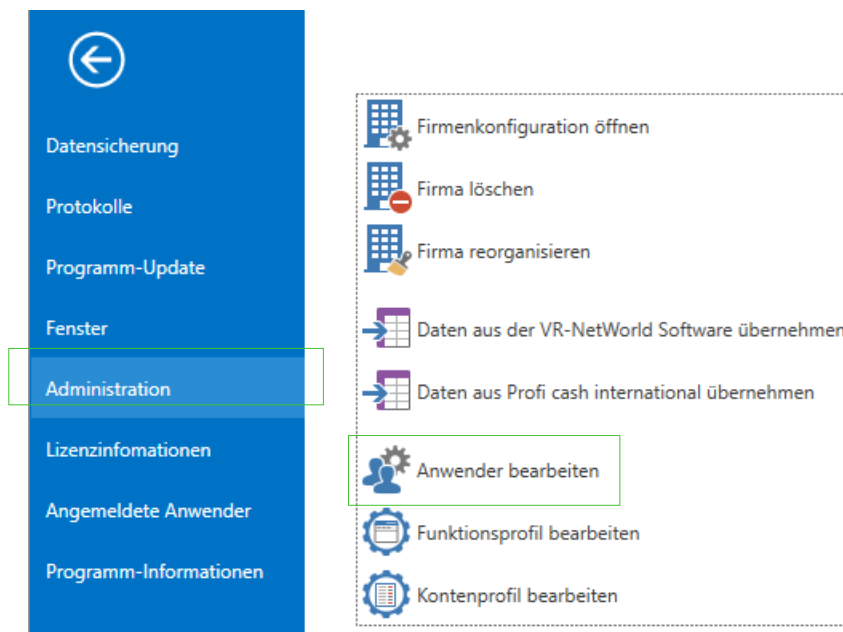 Datensicherung
Protokolle
Programm-Update
Fenster
Administration
Lizenzinfomationen
Angemeldete Anwender
Programm-Informationen
Firmenkonfiguration öffnen
Firma löschen
Firma reorganisieren
Daten aus der VR-NetWorld Software übernehmen
Daten aus Profi cash international übernehmen
Anwender bearbeiten
Funktionsprofil bearbeiten
Kontenprofil bearbeiten